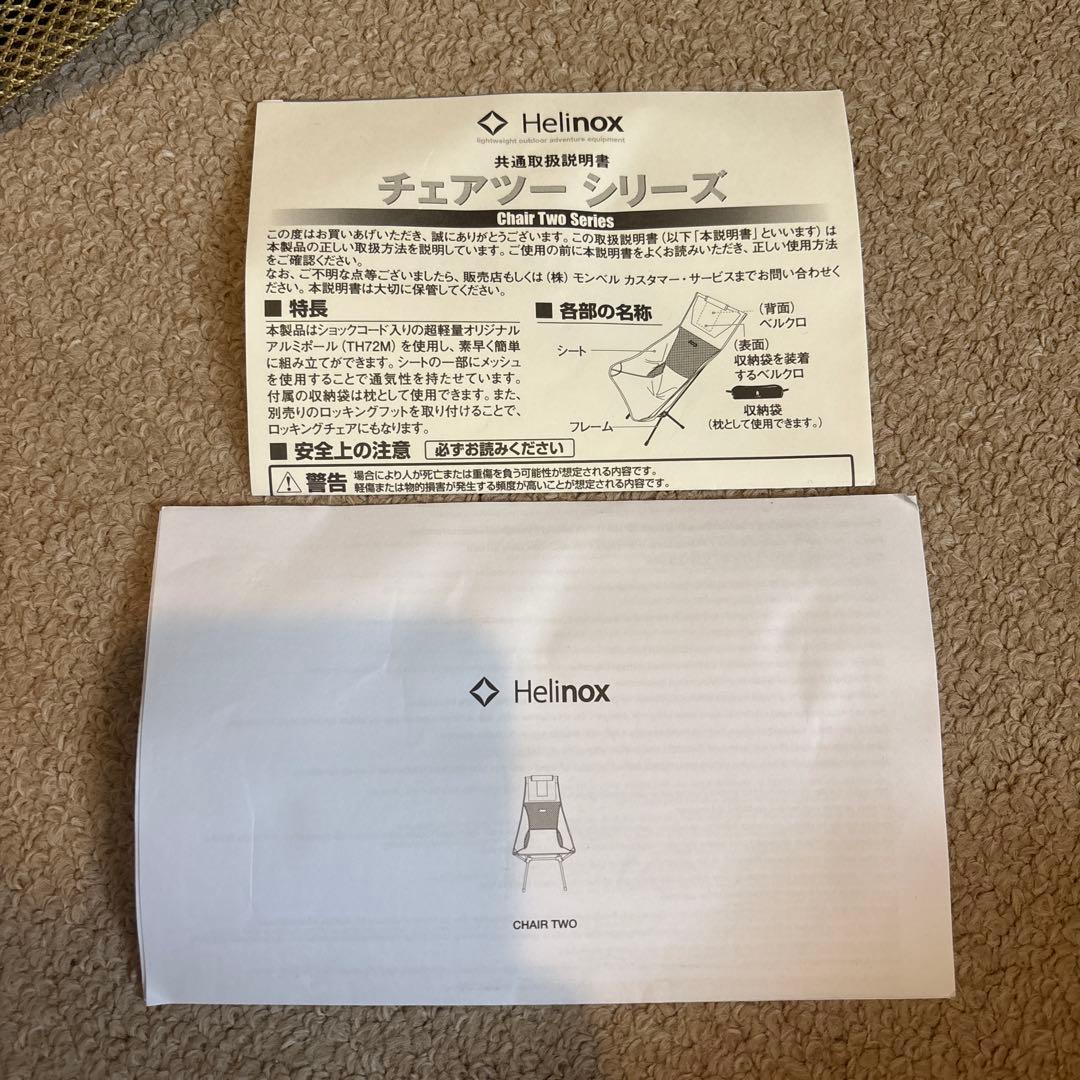 Helinox
lightweight outdoor adventure equipment
共通取扱説明書
チェアツー シリーズ
Chair Two Series
この度はお買いあげいただき、誠にありがとうございます。この取扱説明書(以下「本説明書」といいます)は
本製品の正しい取扱方法を説明しています。ご使用の前に本説明書をよくお読みいただき、正しい使用方法
をご確認ください。
なお、ご不明な点等ございましたら、販売店もしくは(株)モンベル カスタマー・サービスまでお問い合わせく
ださい。本説明書は大切に保管してください。
■ 特長
本製品はショックコード入りの超軽量オリジナル
アルミポール(TH72M)を使用し、素早く簡単
に組み立てができます。シートの一部にメッシュ
を使用することで通気性を持たせています。
付属の収納袋は枕として使用できます。また、
別売りのロッキングフットを取り付けることで、
ロッキングチェアにもなります。
■ 各部の名称
(背面)
ベルクロ
シート
(表面)
収納袋を装着
するベルクロ
収納袋
(枕として使用できます。)
フレーム
■ 安全上の注意 必ずお読みください
警告 場合により人が死亡または重傷を負う可能性が想定される内容です。
軽傷または物的損害が発生する頻度が高いことが想定される内容です。
Helinox
CHAIR TWO